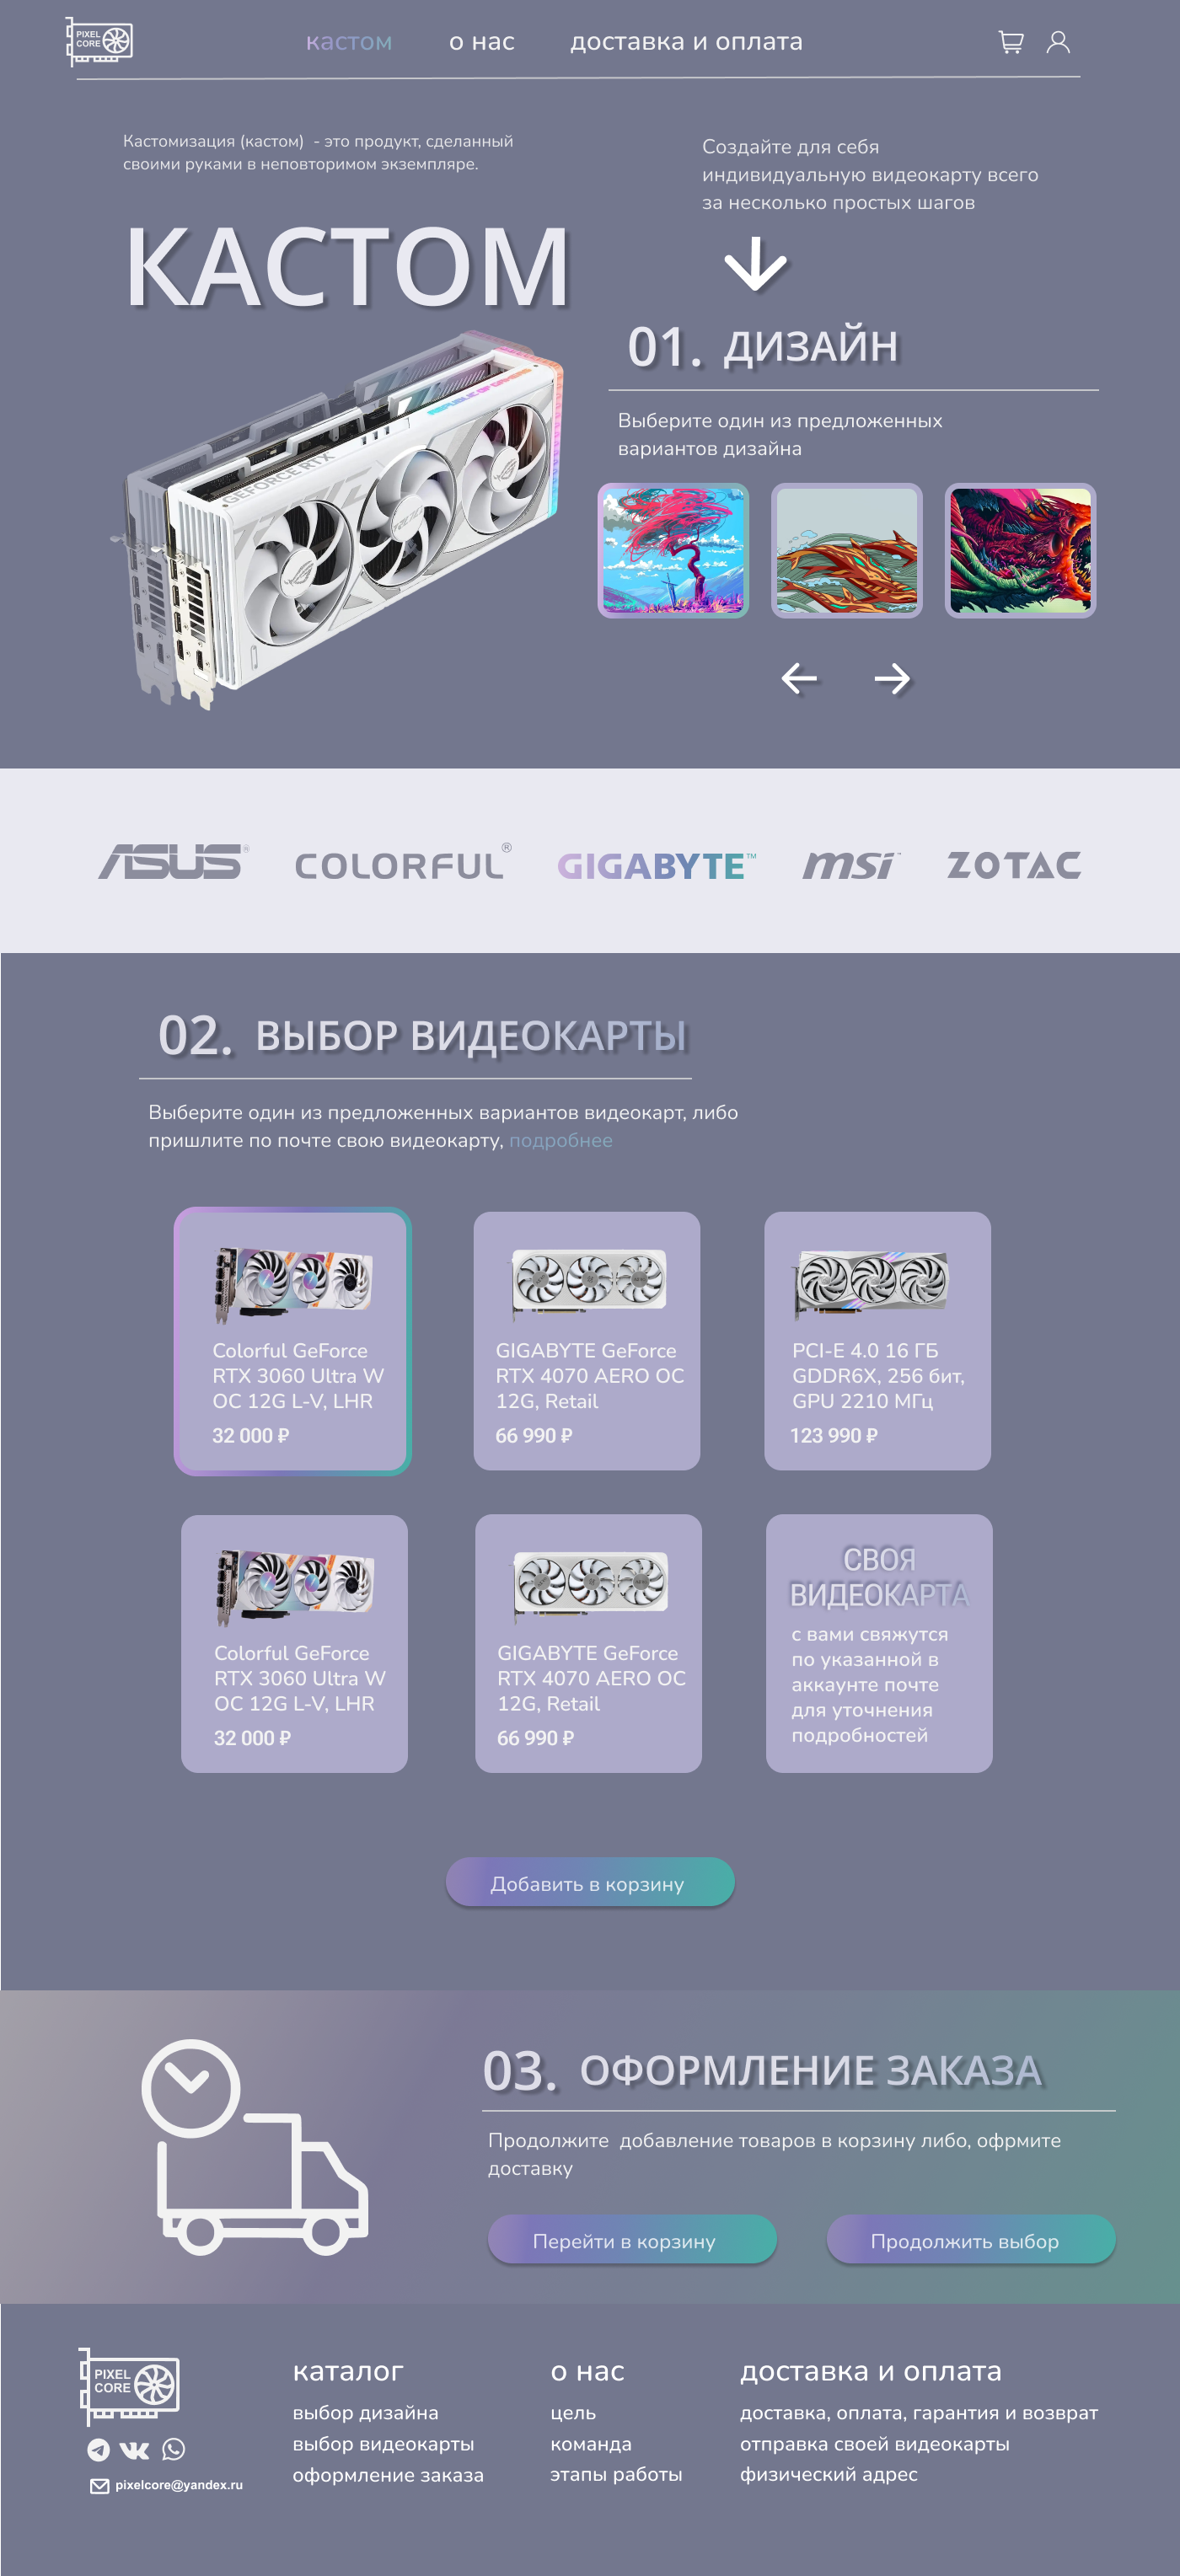 PIXEL
CORE
кастом
о нас
доставка и оплата
Кастомизация (кастом) - это продукт, сделанный
своими руками в неповторимом экземпляре.
Создайте для себя
индивидуальную видеокарту всего
за несколько простых шагов
КАСТОМ
01. ДИЗАЙН
Выберите один из предложенных
вариантов дизайна
REPUBLIC OF GAMERS
GEFORCE RTX
ASUS®
COLORFUL®
GIGABYTE™
msi™
ZOTAC
02. ВЫБОР ВИДЕОКАРТЫ
Выберите один из предложенных вариантов видеокарт, либо
пришлите по почте свою видеокарту, подробнее
Colorful GeForce
RTX 3060 Ultra W
OC 12G L-V, LHR
32 000 ₽
GIGABYTE GeForce
RTX 4070 AERO OC
12G, Retail
66 990 ₽
PCI-E 4.0 16 ГБ
GDDR6X, 256 бит,
GPU 2210 МГц
123 990 ₽
Colorful GeForce
RTX 3060 Ultra W
OC 12G L-V, LHR
32 000 ₽
GIGABYTE GeForce
RTX 4070 AERO OC
12G, Retail
66 990 ₽
СВОЯ
ВИДЕОКАРТА
с вами свяжутся
по указанной в
аккаунте почте
для уточнения
подробностей
Добавить в корзину
03. ОФОРМЛЕНИЕ ЗАКАЗА
Продолжите добавление товаров в корзину либо, офрмите
доставку
Перейти в корзину
Продолжить выбор
PIXEL
CORE
pixelcore@yandex.ru
каталог
выбор дизайна
выбор видеокарты
оформление заказа
о нас
цель
команда
этапы работы
доставка и оплата
доставка, оплата, гарантия и возврат
отправка своей видеокарты
физический адрес